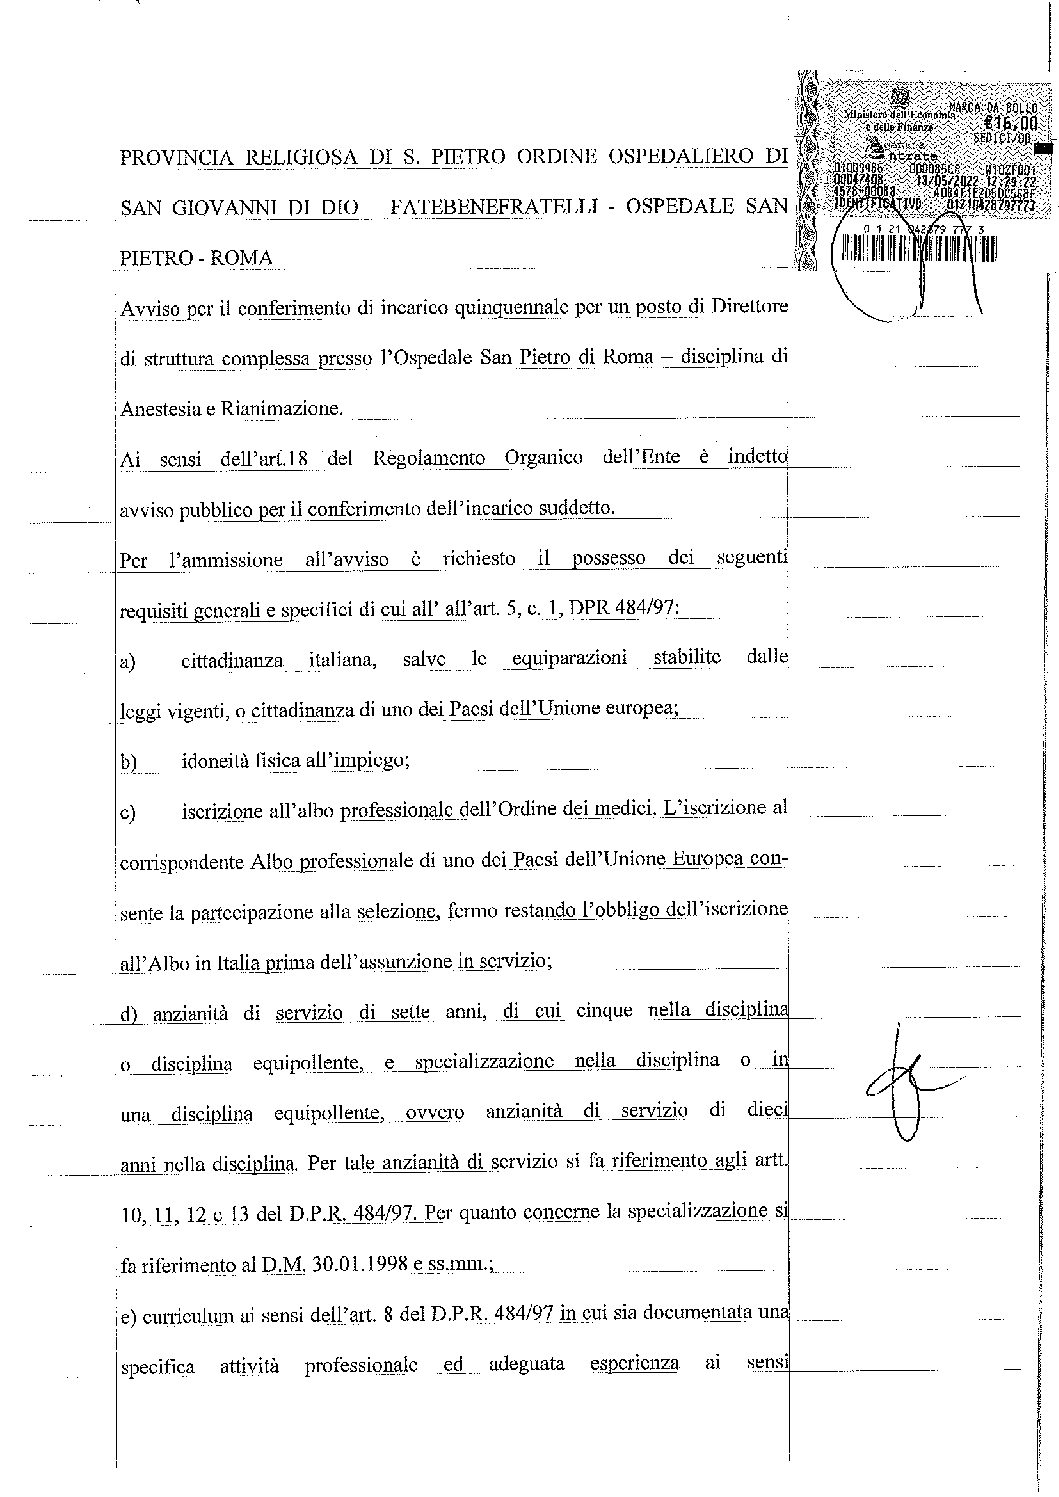 MARCA DA BOLLO
Ministero dell'Economia
e delle Finanze
€16,00
SEDICI/00
ntrate
13/05/2022 12:29:22
IDENTIFICATIVO
0 1 21 042879 777 3
PROVINCIA RELIGIOSA DI S. PIETRO ORDINE OSPEDALIERO DI
SAN GIOVANNI DI DIO FATEBENEFRATELLI - OSPEDALE SAN
PIETRO - ROMA
Avviso per il conferimento di incarico quinquennale per un posto di Direttore
di struttura complessa presso l'Ospedale San Pietro di Roma – disciplina di
Anestesia e Rianimazione.
Ai sensi dell'art.18 del Regolamento Organico dell'Ente è indetto
avviso pubblico per il conferimento dell'incarico suddetto.
Per l'ammissione all'avviso è richiesto il possesso dei seguenti
requisiti generali e specifici di cui all' all'art. 5, c. 1, DPR 484/97:
a) cittadinanza italiana, salve le equiparazioni stabilite dalle
leggi vigenti, o cittadinanza di uno dei Paesi dell'Unione europea;
b) idoneità fisica all'impiego;
c) iscrizione all'albo professionale dell'Ordine dei medici. L'iscrizione al
corrispondente Albo professionale di uno dei Paesi dell'Unione Europea con-
sente la partecipazione alla selezione, fermo restando l'obbligo dell'iscrizione
all'Albo in Italia prima dell'assunzione in servizio;
d) anzianità di servizio di sette anni, di cui cinque nella disciplina
o disciplina equipollente, e specializzazione nella disciplina o in
una disciplina equipollente, ovvero anzianità di servizio di dieci
anni nella disciplina. Per tale anzianità di servizio si fa riferimento agli artt.
10, 11, 12 e 13 del D.P.R. 484/97. Per quanto concerne la specializzazione si
fa riferimento al D.M. 30.01.1998 e ss.mm.;
e) curriculum ai sensi dell'art. 8 del D.P.R. 484/97 in cui sia documentata una
specifica attività professionale ed adeguata esperienza ai sensi